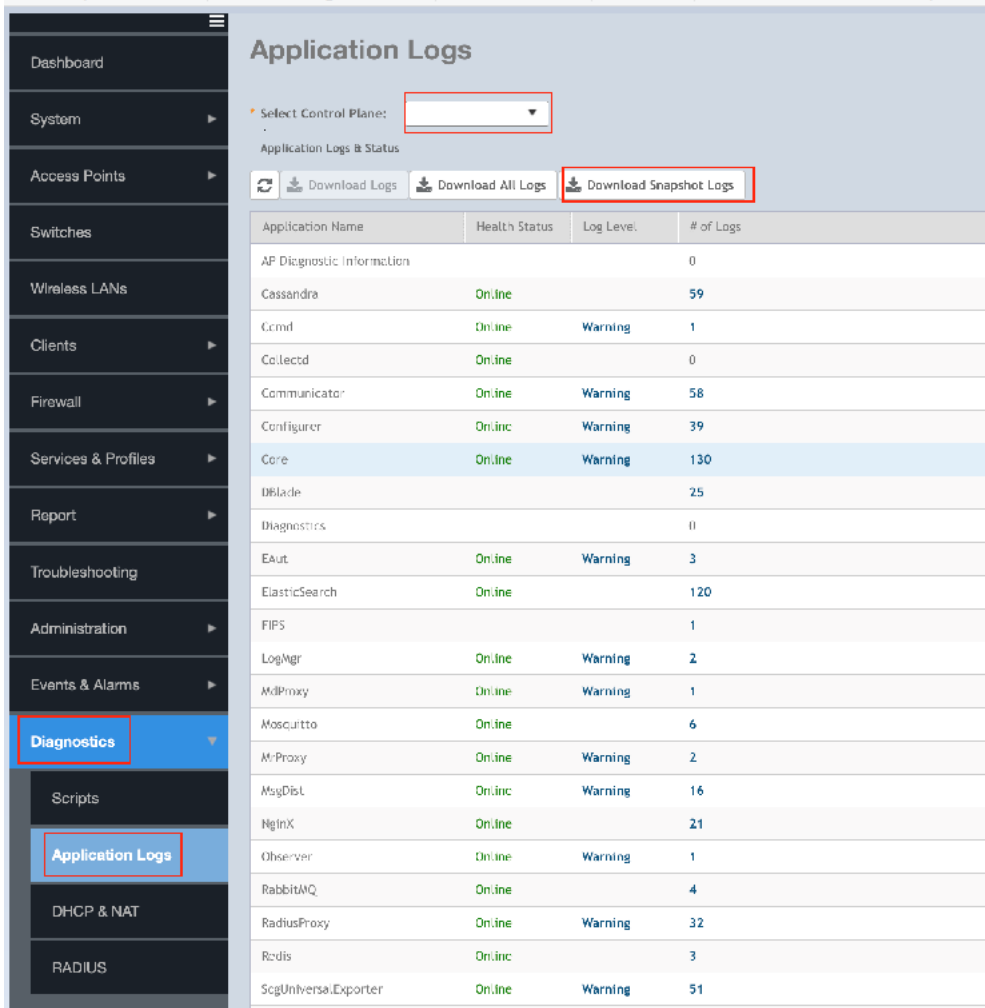 Application Logs
Dashboard
System
Access Points
Switches
Wireless LANs
Clients
Firewall
Services & Profiles
Report
Troubleshooting
Administration
Events & Alarms
Diagnostics
Scripts
Application Logs
DHCP & NAT
RADIUS
* Select Control Plane:
Application Logs & Status
Download Logs Download All Logs Download Snapshot Logs
Application Name Health Status Log Level # of Logs
AP Diagnostic Information 0
Cassandra Online 59
Ccmd Online Warning 1
Collectd Online 0
Communicator Online Warning 58
Configurer Online Warning 39
Core Online Warning 130
DBlade 25
Diagnostics 0
EAut Online Warning 3
ElasticSearch Online 120
FIPS 1
LogMgr Online Warning 2
MdProxy Online Warning 1
Mosquitto Online 6
MrProxy Online Warning 2
MsgDist Online Warning 16
NginX Online 21
Observer Online Warning 1
RabbitMQ Online 4
RadiusProxy Online Warning 32
Redis Online 3
ScgUniversalExporter Online Warning 51